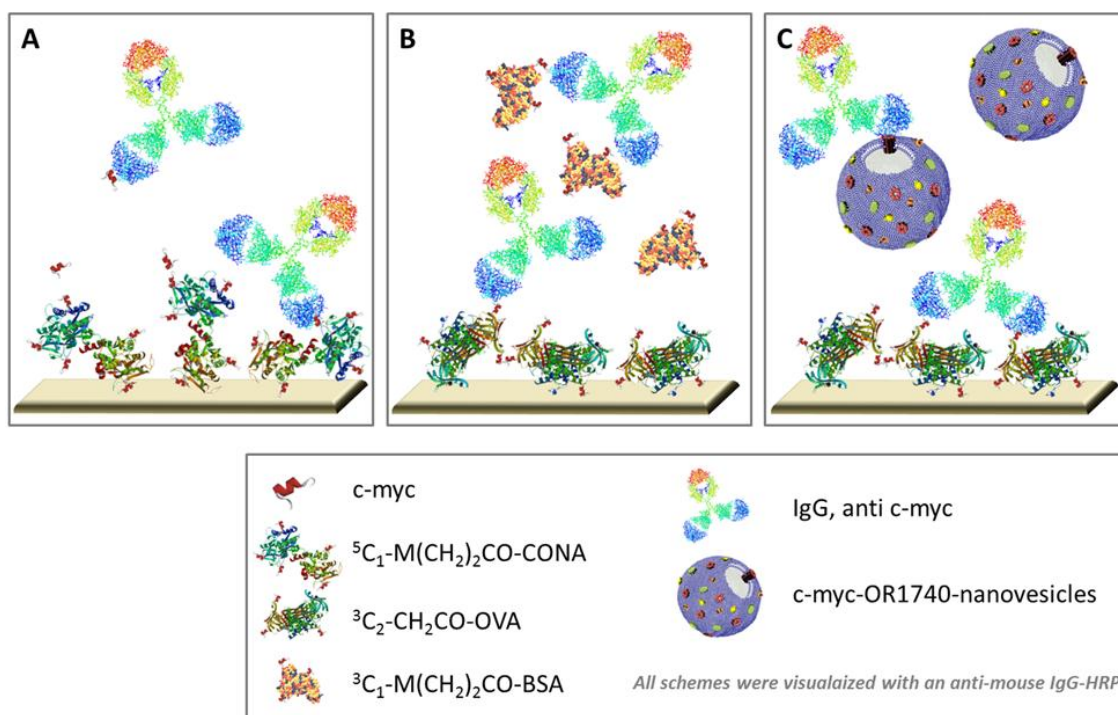 A
B
C
c-myc
⁵C₁-M(CH₂)₂CO-CONA
³C₂-CH₂CO-OVA
³C₁-M(CH₂)₂CO-BSA
IgG, anti c-myc
c-myc-OR1740-nanovesicles
All schemes were visualaized with an anti-mouse IgG-HRP